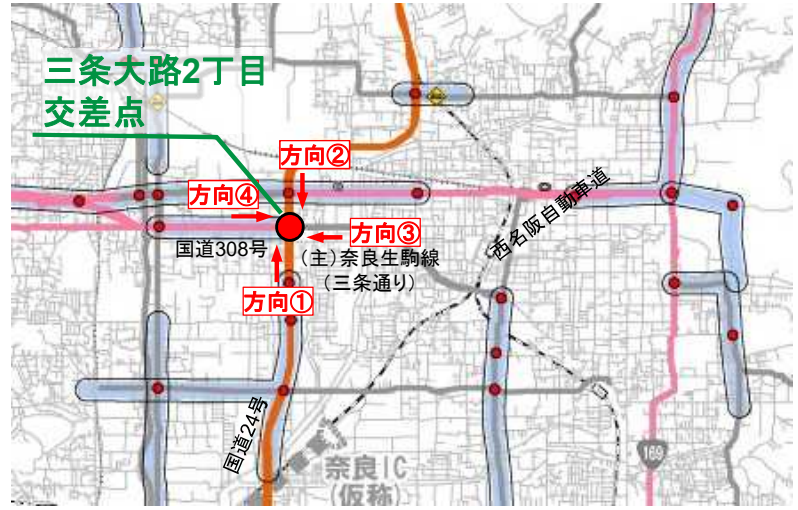 三条大路2丁目
交差点
方向②
方向④
方向③
国道308号
(主)奈良生駒線
(三条通り)
西名阪自動車道
方向①
国道24号
奈良IC
(仮称)
169